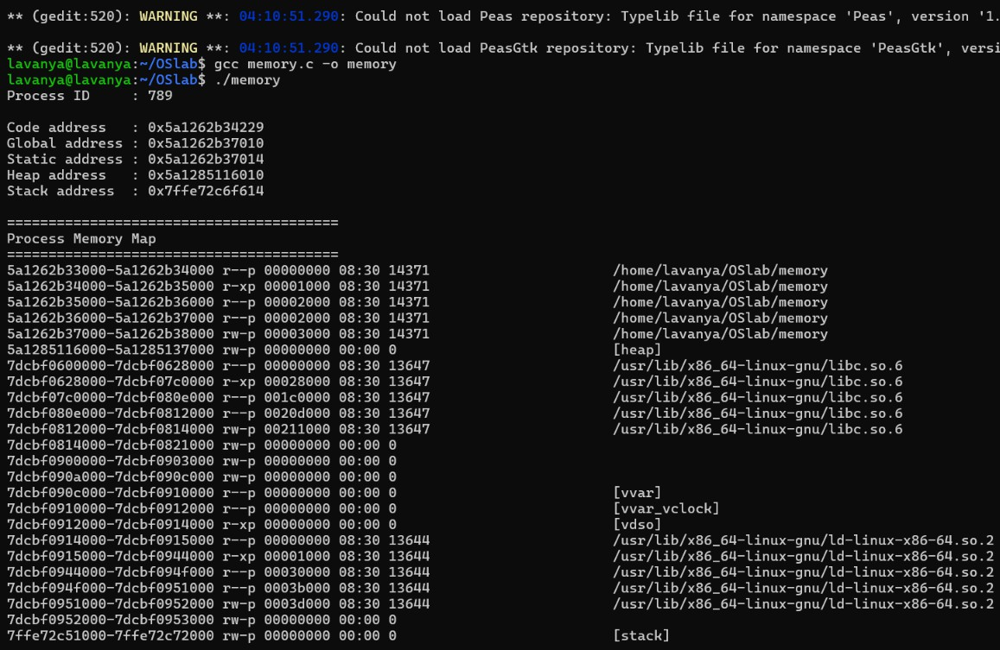 ** (gedit:520): WARNING **: 04:10:51.290: Could not load Peas repository: Typelib file for namespace 'Peas', version '1.
** (gedit:520): WARNING **: 04:10:51.290: Could not load PeasGtk repository: Typelib file for namespace 'PeasGtk', versi
lavanya@lavanya:~/OSlab$ gcc memory.c -o memory
lavanya@lavanya:~/OSlab$ ./memory
Process ID     : 789
Code address   : 0x5a1262b34229
Global address : 0x5a1262b37010
Static address : 0x5a1262b37014
Heap address   : 0x5a1285116010
Stack address  : 0x7ffe72c6f614
========================================
Process Memory Map
========================================
5a1262b33000-5a1262b34000 r--p 00000000 08:30 14371                      /home/lavanya/OSlab/memory
5a1262b34000-5a1262b35000 r-xp 00001000 08:30 14371                      /home/lavanya/OSlab/memory
5a1262b35000-5a1262b36000 r--p 00002000 08:30 14371                      /home/lavanya/OSlab/memory
5a1262b36000-5a1262b37000 r--p 00002000 08:30 14371                      /home/lavanya/OSlab/memory
5a1262b37000-5a1262b38000 rw-p 00003000 08:30 14371                      /home/lavanya/OSlab/memory
5a1285116000-5a1285137000 rw-p 00000000 00:00 0                          [heap]
7dcbf0600000-7dcbf0628000 r--p 00000000 08:30 13647                      /usr/lib/x86_64-linux-gnu/libc.so.6
7dcbf0628000-7dcbf07c0000 r-xp 00028000 08:30 13647                      /usr/lib/x86_64-linux-gnu/libc.so.6
7dcbf07c0000-7dcbf080e000 r--p 001c0000 08:30 13647                      /usr/lib/x86_64-linux-gnu/libc.so.6
7dcbf080e000-7dcbf0812000 r--p 0020d000 08:30 13647                      /usr/lib/x86_64-linux-gnu/libc.so.6
7dcbf0812000-7dcbf0814000 rw-p 00211000 08:30 13647                      /usr/lib/x86_64-linux-gnu/libc.so.6
7dcbf0814000-7dcbf0821000 rw-p 00000000 00:00 0
7dcbf0900000-7dcbf0903000 rw-p 00000000 00:00 0
7dcbf090a000-7dcbf090c000 rw-p 00000000 00:00 0
7dcbf090c000-7dcbf0910000 r--p 00000000 00:00 0                          [vvar]
7dcbf0910000-7dcbf0912000 r--p 00000000 00:00 0                          [vvar_vclock]
7dcbf0912000-7dcbf0914000 r-xp 00000000 00:00 0                          [vdso]
7dcbf0914000-7dcbf0915000 r--p 00000000 08:30 13644                      /usr/lib/x86_64-linux-gnu/ld-linux-x86-64.so.2
7dcbf0915000-7dcbf0944000 r-xp 00001000 08:30 13644                      /usr/lib/x86_64-linux-gnu/ld-linux-x86-64.so.2
7dcbf0944000-7dcbf094f000 r--p 00030000 08:30 13644                      /usr/lib/x86_64-linux-gnu/ld-linux-x86-64.so.2
7dcbf094f000-7dcbf0951000 r--p 0003b000 08:30 13644                      /usr/lib/x86_64-linux-gnu/ld-linux-x86-64.so.2
7dcbf0951000-7dcbf0952000 rw-p 0003d000 08:30 13644                      /usr/lib/x86_64-linux-gnu/ld-linux-x86-64.so.2
7dcbf0952000-7dcbf0953000 rw-p 00000000 00:00 0
7ffe72c51000-7ffe72c72000 rw-p 00000000 00:00 0                          [stack]